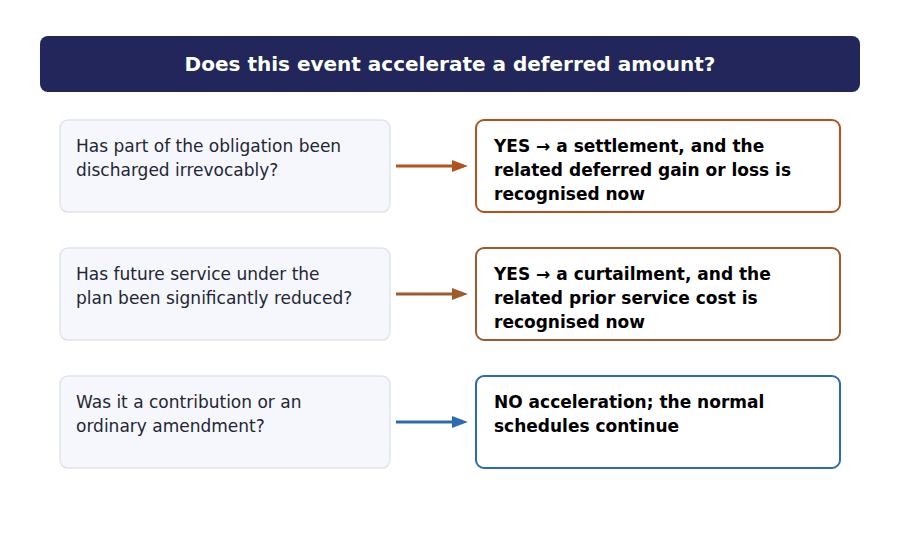 Does this event accelerate a deferred amount?
Has part of the obligation been
discharged irrevocably?
YES → a settlement, and the
related deferred gain or loss is
recognised now
Has future service under the
plan been significantly reduced?
YES → a curtailment, and the
related prior service cost is
recognised now
Was it a contribution or an
ordinary amendment?
NO acceleration; the normal
schedules continue